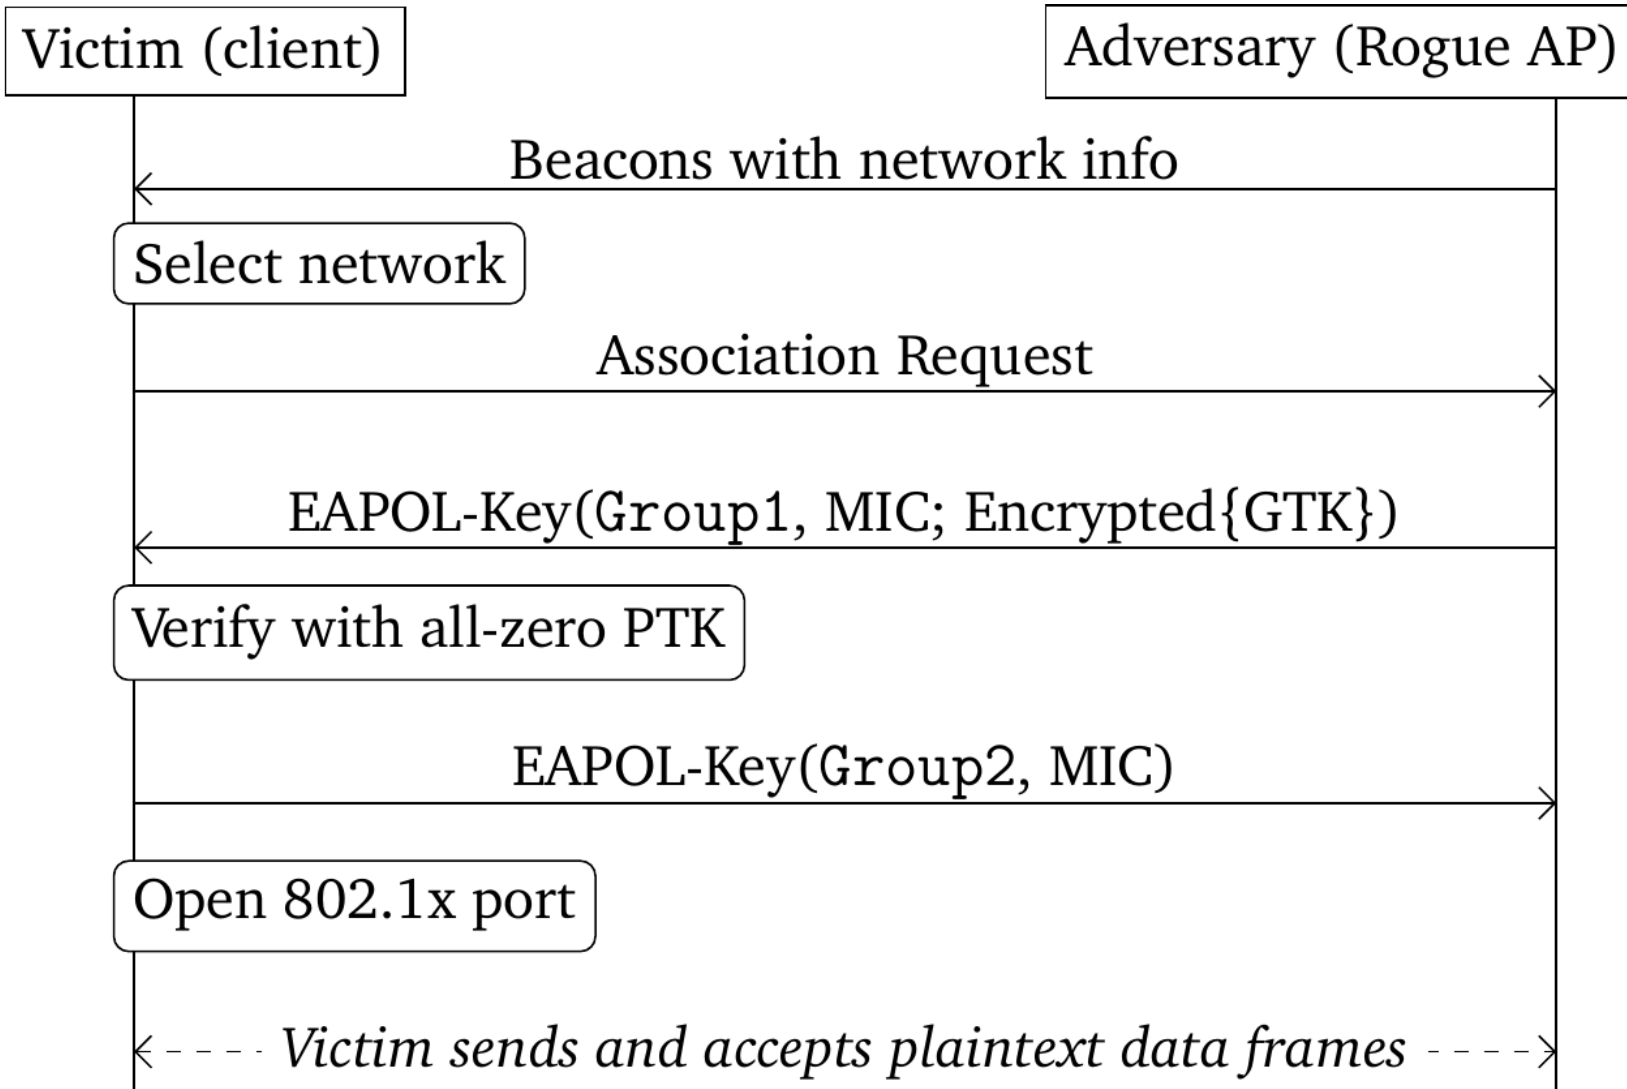 Victim (client)
Adversary (Rogue AP)
Beacons with network info
Select network
Association Request
EAPOL-Key(Group1, MIC; Encrypted{GTK})
Verify with all-zero PTK
EAPOL-Key(Group2, MIC)
Open 802.1x port
Victim sends and accepts plaintext data frames